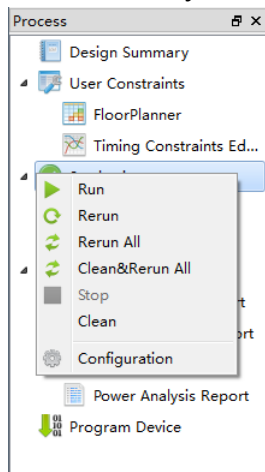 Process
Design Summary
User Constraints
FloorPlanner
Timing Constraints Ed...
Run
Rerun
Rerun All
Clean&Rerun All
Stop
Clean
Configuration
Power Analysis Report
Program Device